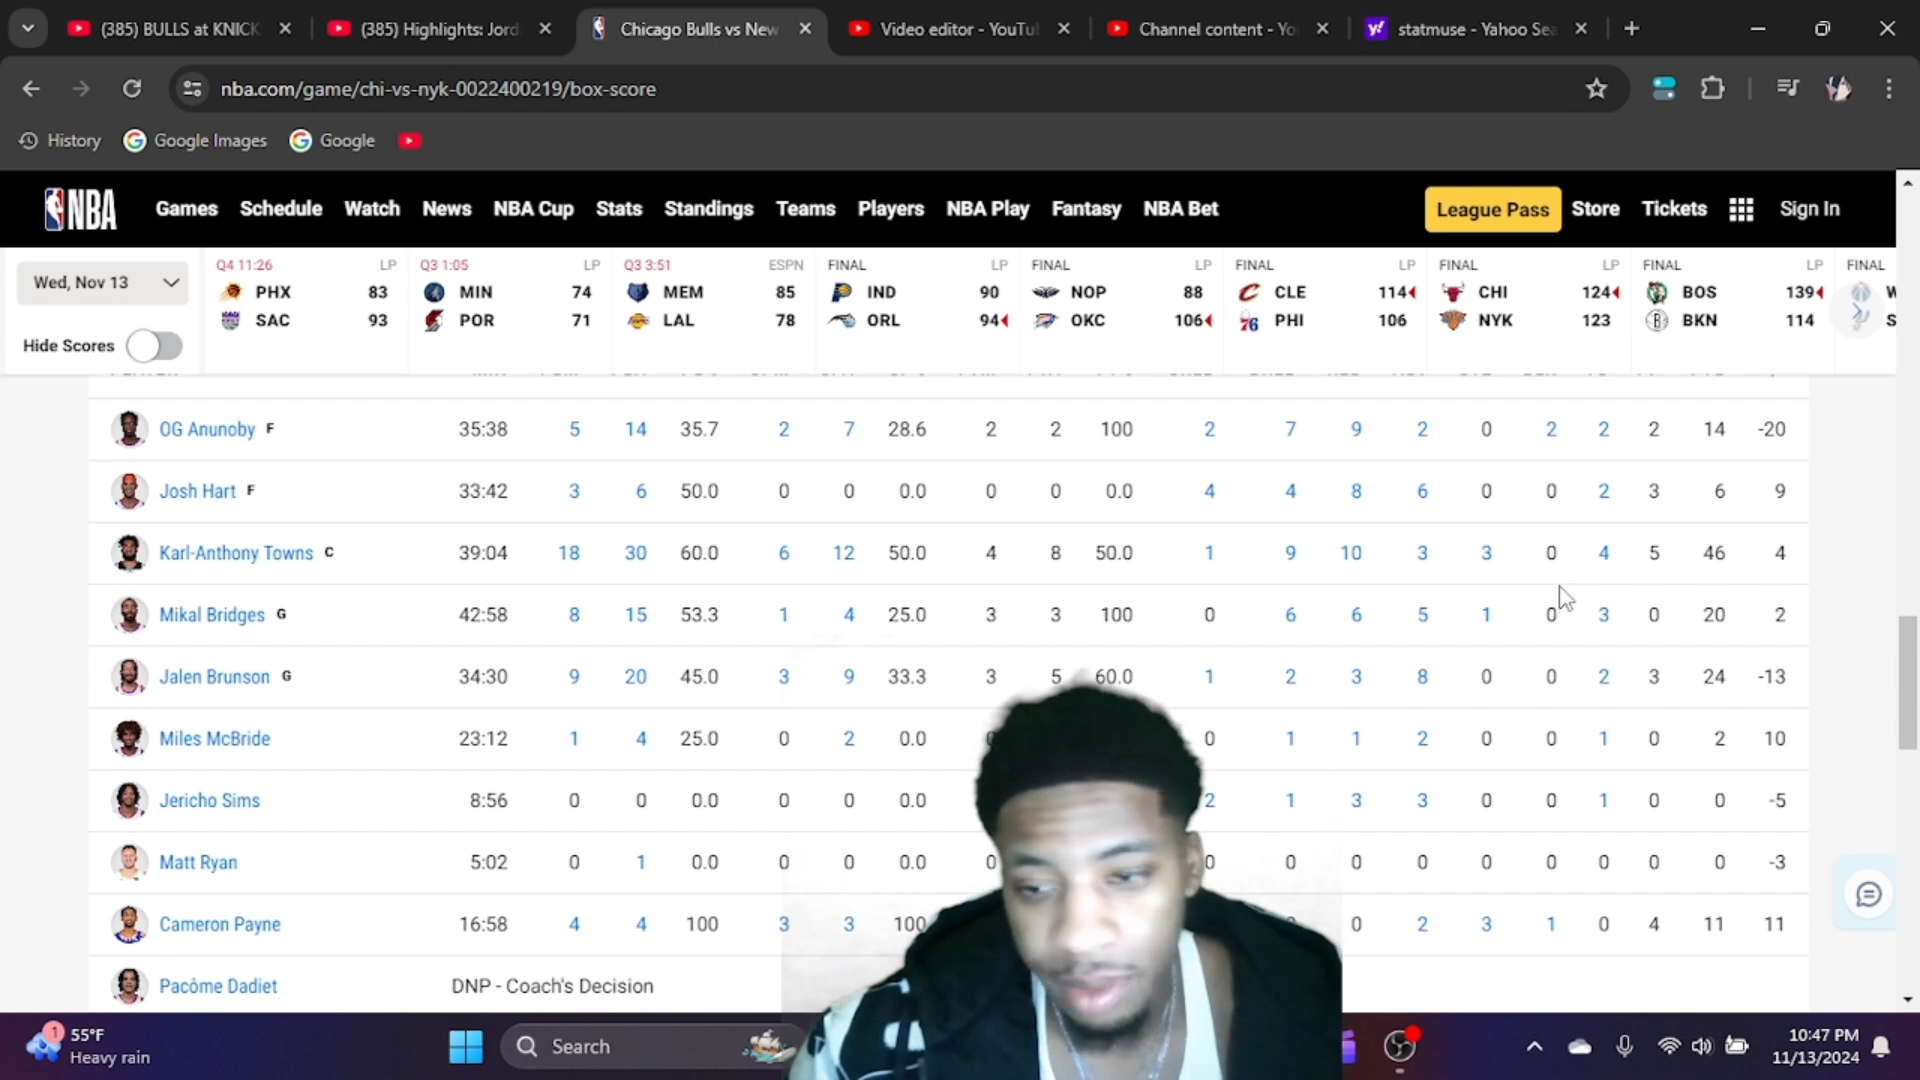 (385) BULLS at KNICK
(385) Highlights: Jord
Chicago Bulls vs New
Video editor - YouTu
Channel content - Yo
statmuse - Yahoo Sea
nba.com/game/chi-vs-nyk-0022400219/box-score
History
Google Images
Google
NBA
Games
Schedule
Watch
News
NBA Cup
Stats
Standings
Teams
Players
NBA Play
Fantasy
NBA Bet
League Pass
Store
Tickets
Sign In
Wed, Nov 13
Hide Scores
Q4 11:26 LP
PHX 83
SAC 93
Q3 1:05 LP
MIN 74
POR 71
Q3 3:51 ESPN
MEM 85
LAL 78
FINAL LP
IND 90
ORL 94
FINAL LP
NOP 88
OKC 106
FINAL LP
CLE 114
PHI 106
FINAL LP
CHI 124
NYK 123
FINAL LP
BOS 139
BKN 114
FINAL
W
S
OG Anunoby F 35:38 5 14 35.7 2 7 28.6 2 2 100 2 7 9 2 0 2 2 2 14 -20
Josh Hart F 33:42 3 6 50.0 0 0 0.0 0 0 0.0 4 4 8 6 0 0 2 3 6 9
Karl-Anthony Towns C 39:04 18 30 60.0 6 12 50.0 4 8 50.0 1 9 10 3 3 0 4 5 46 4
Mikal Bridges G 42:58 8 15 53.3 1 4 25.0 3 3 100 0 6 6 5 1 0 3 0 20 2
Jalen Brunson G 34:30 9 20 45.0 3 9 33.3 3 5 60.0 1 2 3 8 0 0 2 3 24 -13
Miles McBride 23:12 1 4 25.0 0 2 0.0 0 1 1 2 0 0 1 0 2 10
Jericho Sims 8:56 0 0 0.0 0 0 0.0 0 2 1 3 3 0 0 1 0 0 -5
Matt Ryan 5:02 0 1 0.0 0 0 0.0 0 0 0 0 0 0 0 0 0 0 -3
Cameron Payne 16:58 4 4 100 3 3 100 0 2 3 1 0 4 11 11
Pacôme Dadiet DNP - Coach's Decision
1
55°F
Heavy rain
Search
10:47 PM
11/13/2024